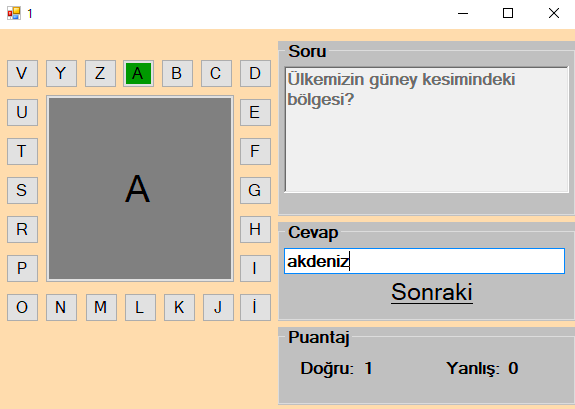 1
V Y Z A B C D
U E
T F
S A G
R H
P I
O N M L K J İ
Soru
Ülkemizin güney kesimindeki
bölgesi?
Cevap
akdeniz
Sonraki
Puantaj
Doğru: 1 Yanlış: 0